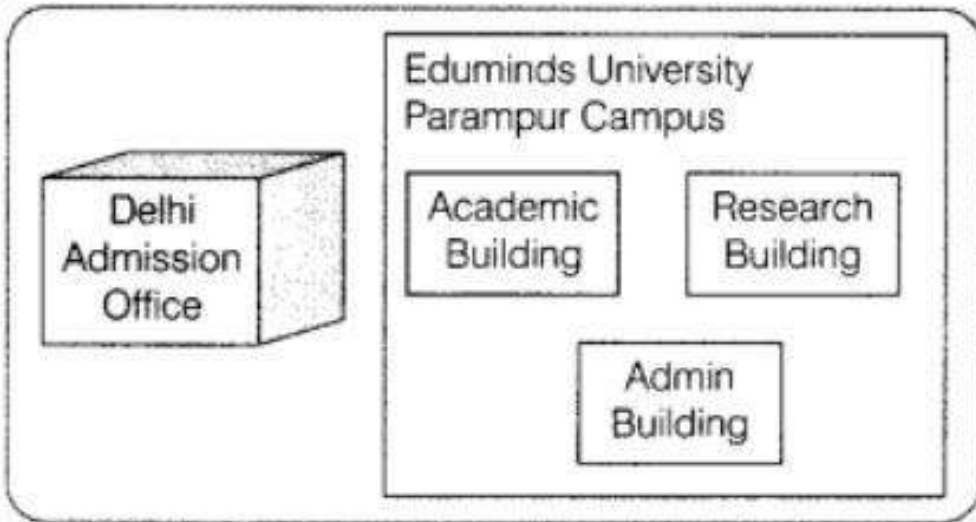 Eduminds University
Parampur Campus
Delhi
Admission
Office
Academic
Building
Research
Building
Admin
Building